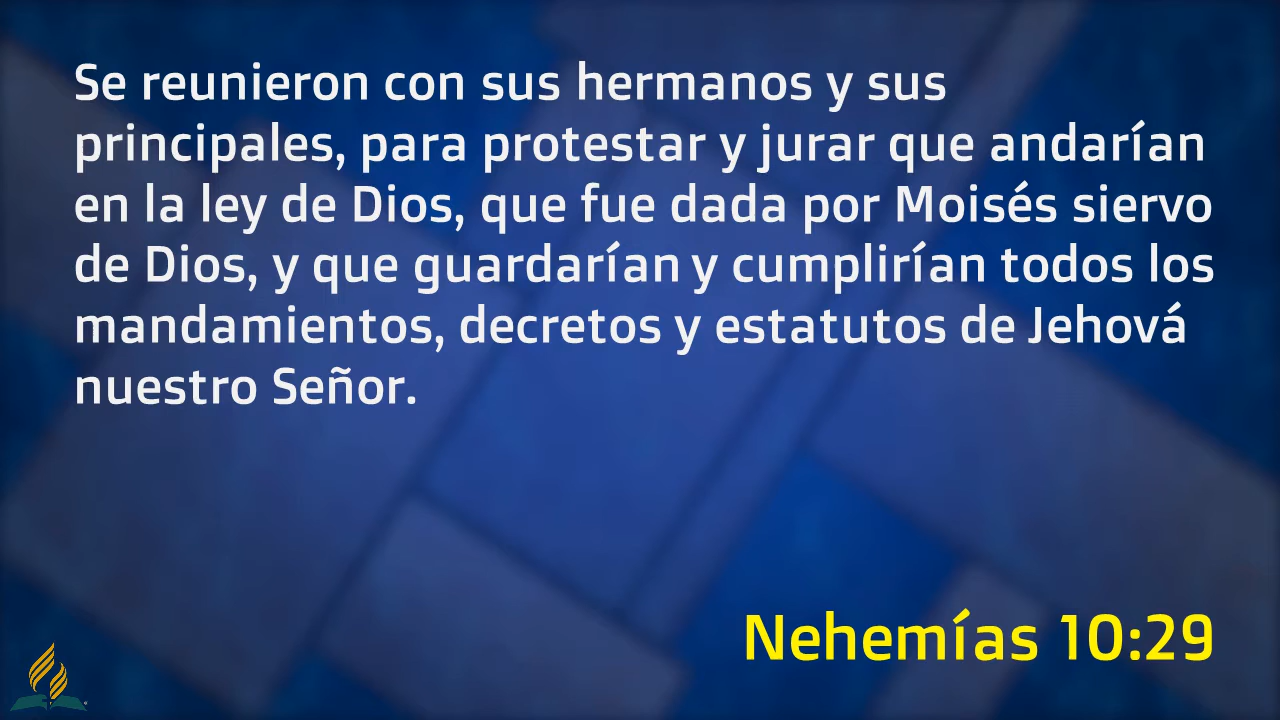 Se reunieron con sus hermanos y sus
principales, para protestar y jurar que andarían
en la ley de Dios, que fue dada por Moisés siervo
de Dios, y que guardarían y cumplirían todos los
mandamientos, decretos y estatutos de Jehová
nuestro Señor.
Nehemías 10:29